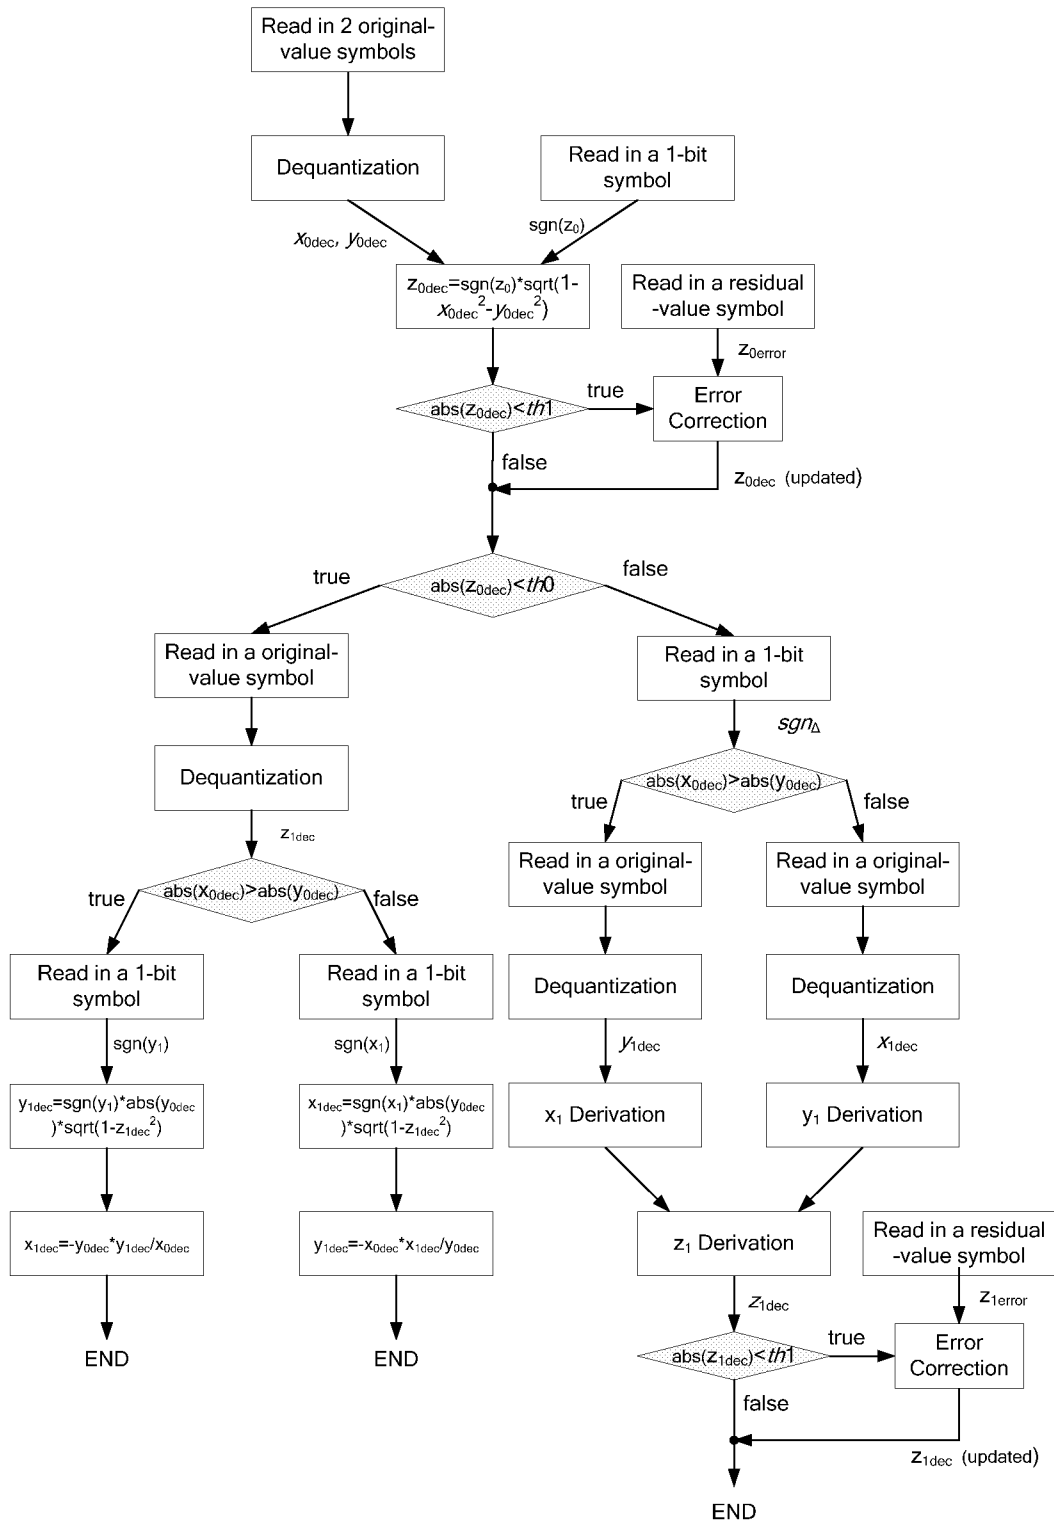 Read in 2 original-
value symbols
Dequantization
Read in a 1-bit
symbol
x0dec, y0dec
sgn(z0)
z0dec=sgn(z0)*sqrt(1-
x0dec²-y0dec²)
Read in a residual
-value symbol
z0error
abs(z0dec)<th1
true
Error
Correction
false
z0dec (updated)
abs(z0dec)<th0
true
false
Read in a original-
value symbol
Read in a 1-bit
symbol
sgnΔ
Dequantization
z1dec
abs(x0dec)>abs(y0dec)
true
false
abs(x0dec)>abs(y0dec)
true
false
Read in a original-
value symbol
Read in a original-
value symbol
Read in a 1-bit
symbol
Read in a 1-bit
symbol
Dequantization
Dequantization
sgn(y1)
sgn(x1)
y1dec
x1dec
y1dec=sgn(y1)*abs(y0dec
)*sqrt(1-z1dec²)
x1dec=sgn(x1)*abs(y0dec
)*sqrt(1-z1dec²)
x1 Derivation
y1 Derivation
x1dec=-y0dec*y1dec/x0dec
y1dec=-x0dec*x1dec/y0dec
z1 Derivation
Read in a residual
-value symbol
z1dec
z1error
END
END
abs(z1dec)<th1
true
Error
Correction
false
z1dec (updated)
END